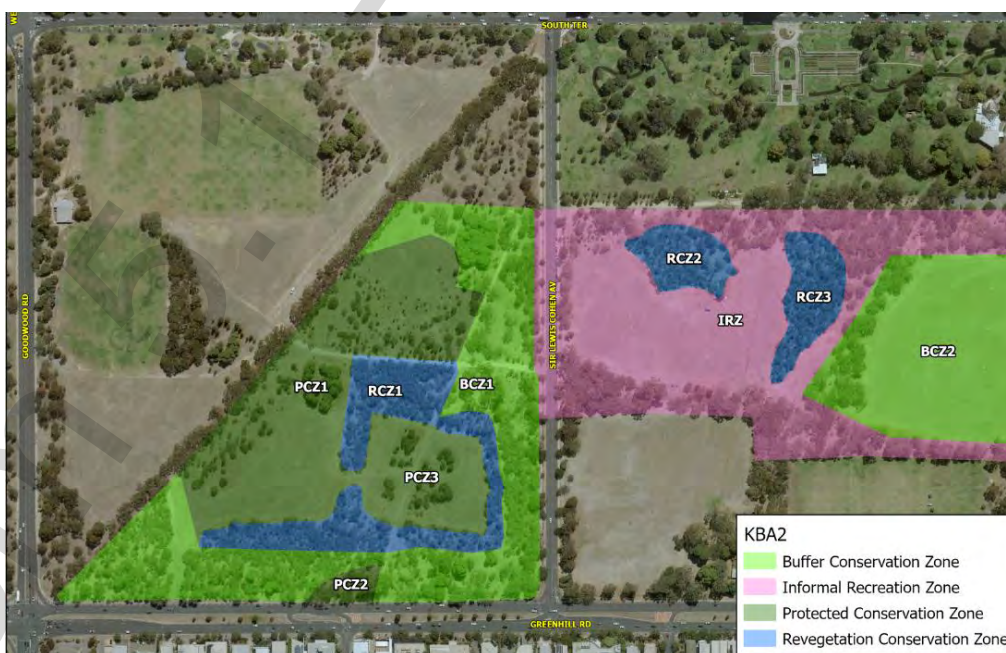 WE
SOUTH TER
GOODWOOD RD
SIR LEWIS COHEN AV
RCZ2
RCZ3
IRZ
BCZ2
PCZ1
RCZ1
BCZ1
PCZ3
PCZ2
GREENHILL RD
KBA2
Buffer Conservation Zone
Informal Recreation Zone
Protected Conservation Zone
Revegetation Conservation Zone